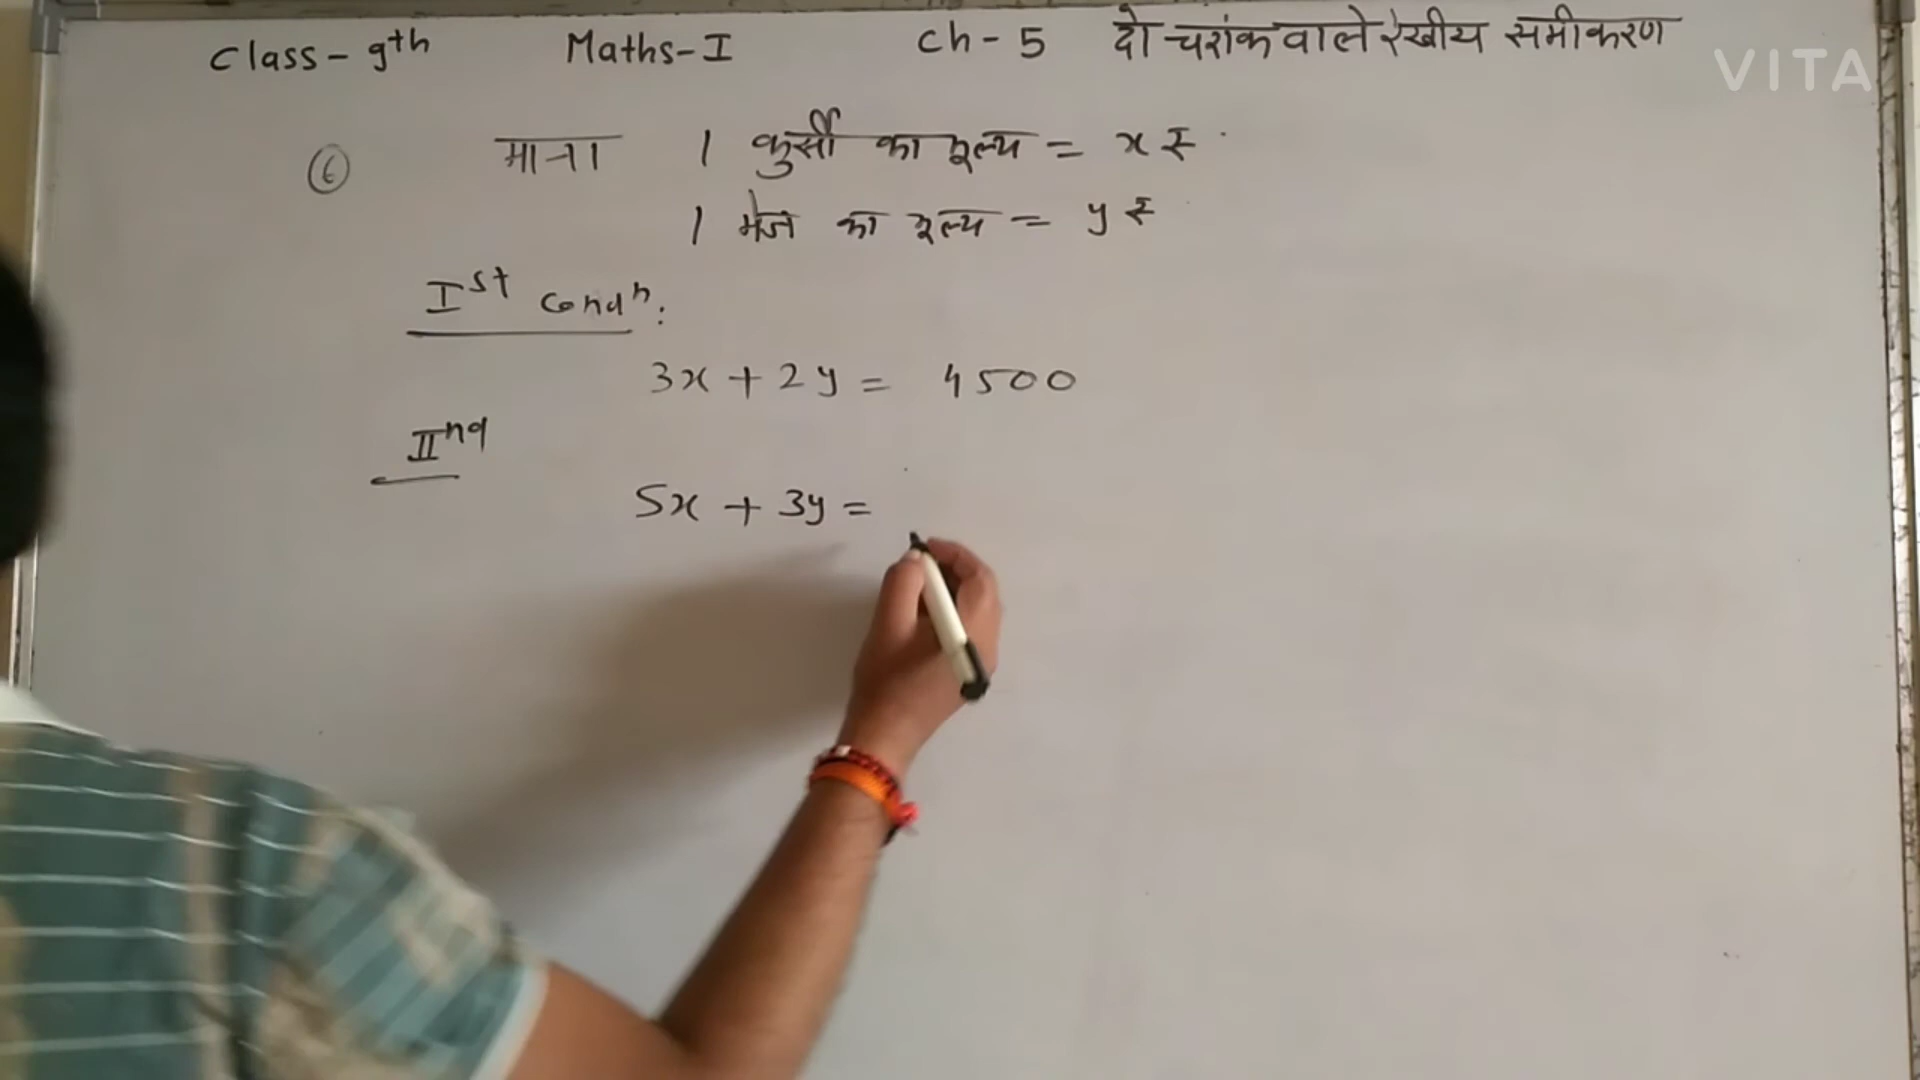 Class - 9th Maths-I Ch - 5 दो चरांक वाले रेखीय समीकरण
VITA
6 माना 1 कुर्सी का मूल्य = x रु
1 मेज का मूल्य = y रु
Ist Condn:
3x + 2y = 4500
IInd
5x + 3y =